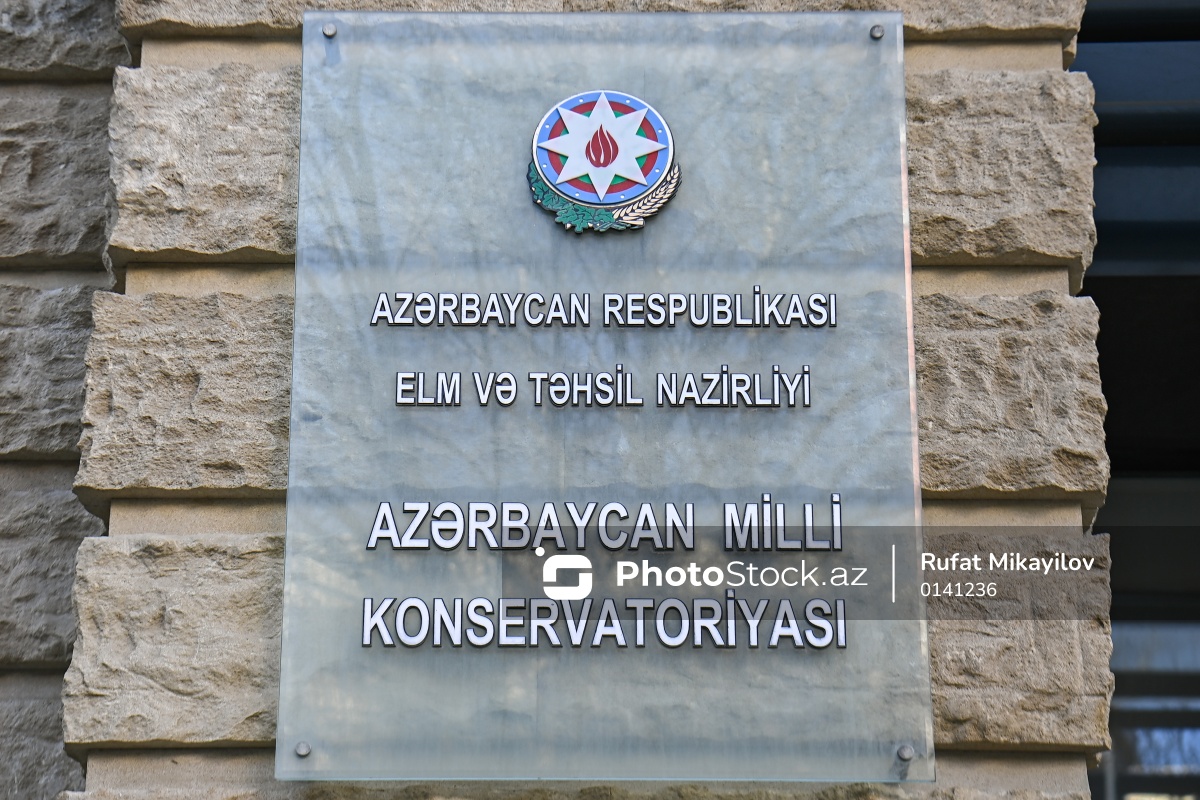 AZƏRBAYCAN RESPUBLİKASI
ELM VƏ TƏHSİL NAZİRLİYİ
AZƏRBAYCAN MİLLİ
KONSERVATORİYASI
PhotoStock.az
Rufat Mikayilov
0141236